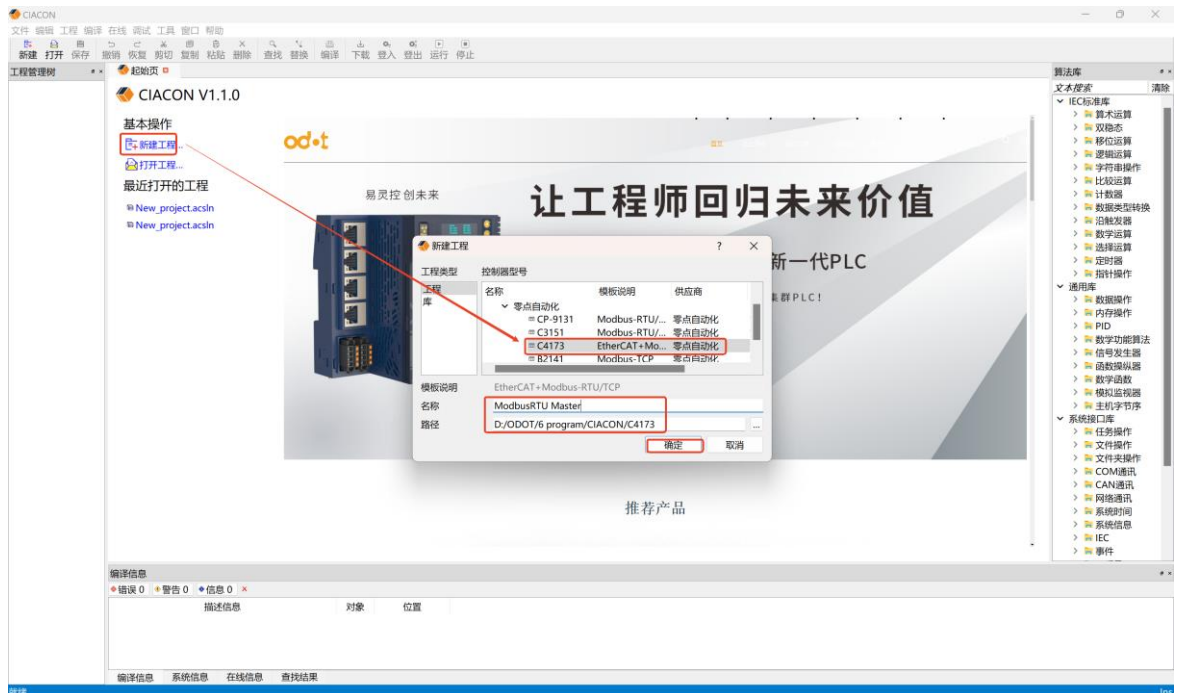 CIACON
文件 编辑 工程 编译 在线 调试 工具 窗口 帮助
新建 打开 保存 撤销 恢复 剪切 复制 粘贴 删除 查找 替换 编译 下载 登入 登出 运行 停止
工程管理树
起始页
算法库
文本搜索 清除
CIACON V1.1.0
基本操作
新建工程...
打开工程...
最近打开的工程
New_project.acsln
New_project.acsln
odot
首页
易灵控创未来
让工程师回归未来价值
新一代PLC
集群PLC!
新建工程 ?
工程类型 控制器型号
工程
库
名称 模板说明 供应商
零点自动化
CP-9131 Modbus-RTU/... 零点自动化
C3151 Modbus-RTU/... 零点自动化
C4173 EtherCAT+Mo... 零点自动化
B2141 Modbus-TCP 零点自动化
模板说明 EtherCAT+Modbus-RTU/TCP
名称 ModbusRTU Master
路径 D:/ODOT/6 program/CIACON/C4173 ...
确定 取消
推荐产品
IEC标准库
算术运算
双稳态
移位运算
逻辑运算
字符串操作
比较运算
计数器
数据类型转换
沿触发器
数学运算
选择运算
定时器
指针操作
通用库
数据操作
内存操作
PID
数学功能算法
信号发生器
函数操纵器
数学函数
模拟监视器
主机字节序
系统接口库
任务操作
文件操作
文件夹操作
COM通讯
CAN通讯
网络通讯
系统时间
系统信息
IEC
事件
编译信息
错误 0 警告 0 信息 0
描述信息 对象 位置
编译信息 系统信息 在线信息 查找结果
就绪 Ins